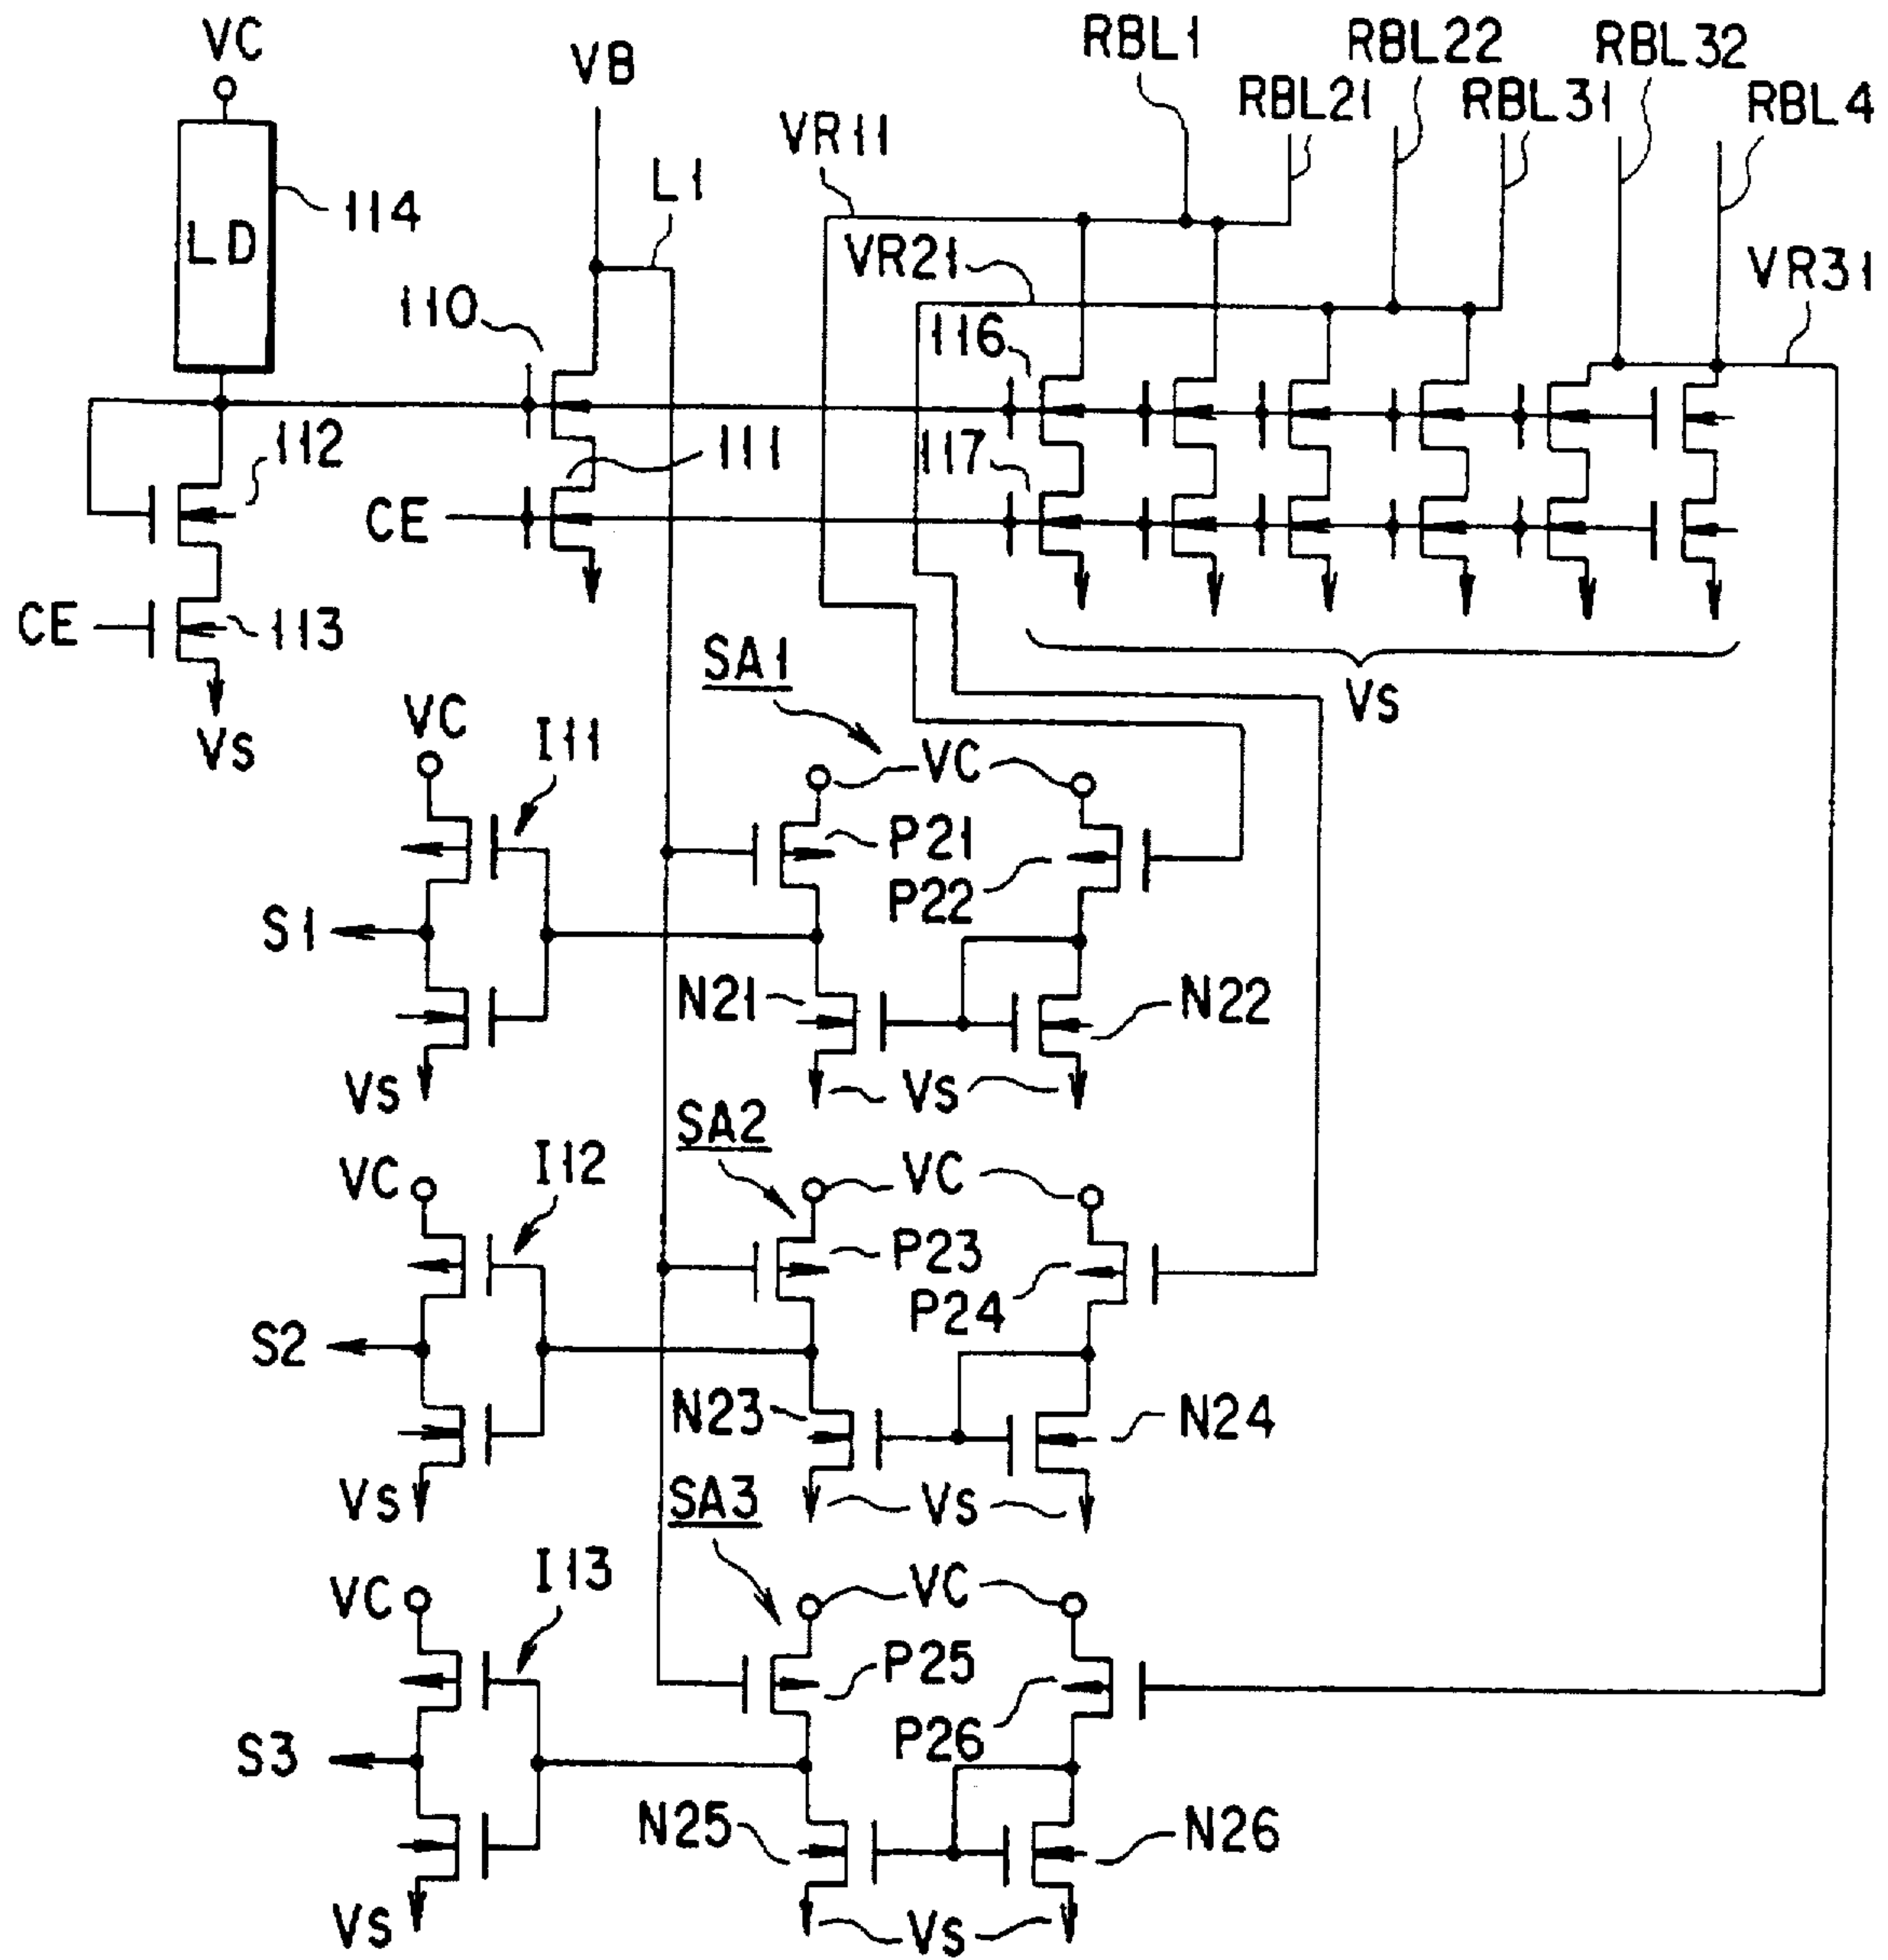 VC
VB
RBL1
RBL22
RBL32
RBL21
RBL31
RBL4
VR11
L1
114
LD
VR21
VR31
110
116
112
111
117
CE
CE
113
SA1
Vs
Vs
VC
I11
VC
P21
P22
S1
N21
N22
Vs
Vs
SA2
VC
I12
VC
P23
P24
S2
N23
N24
Vs
Vs
SA3
VC
I13
VC
P25
P26
S3
N25
N26
Vs
Vs